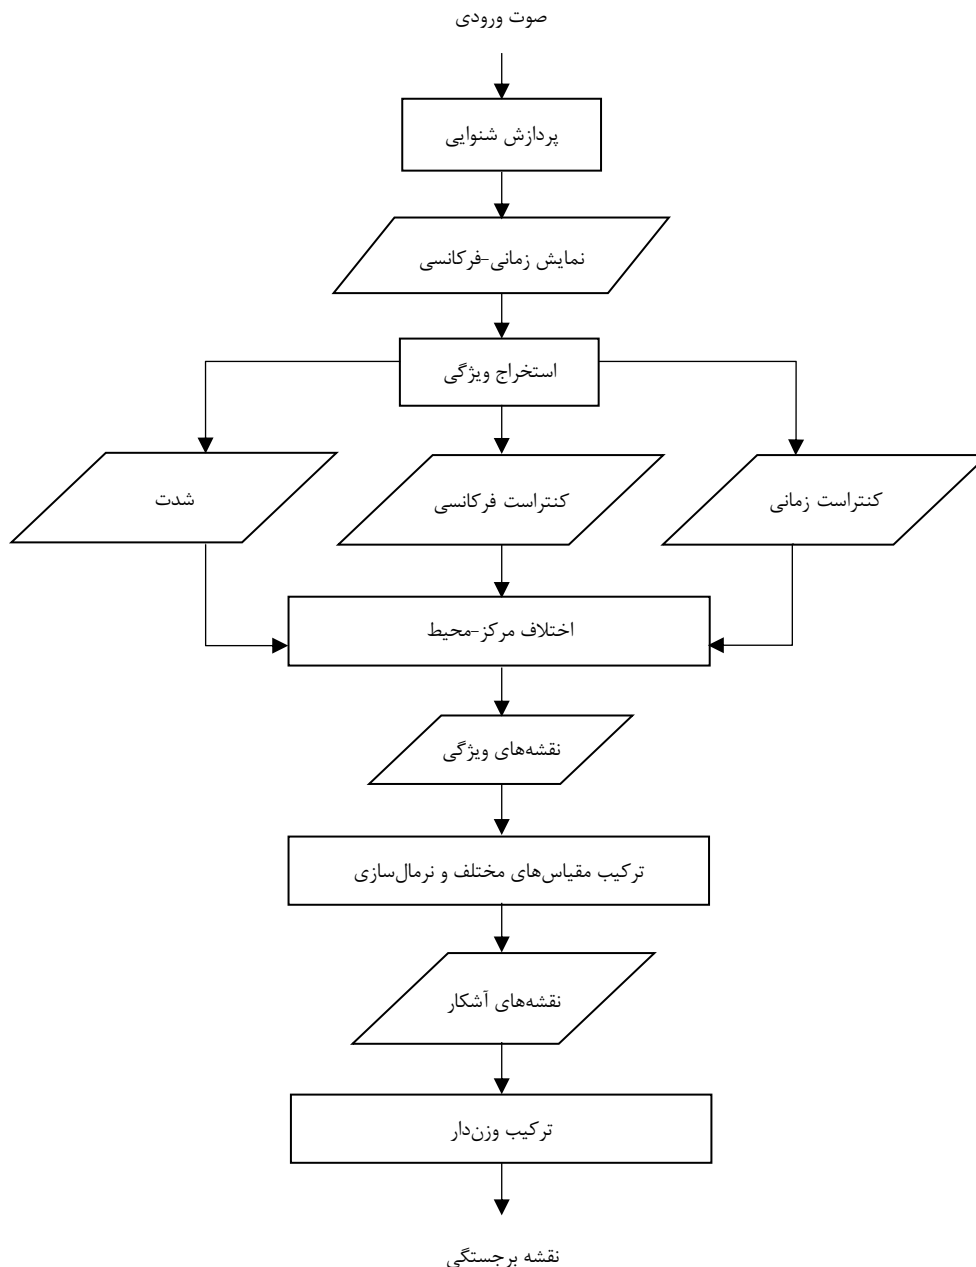 صوت ورودی
پردازش شنوایی
نمایش زمانی-فرکانسی
استخراج ویژگی
کنتراست زمانی
کنتراست فرکانسی
شدت
اختلاف مرکز-محیط
نقشه‌های ویژگی
ترکیب مقیاس‌های مختلف و نرمال‌سازی
نقشه‌های آشکار
ترکیب وزن‌دار
نقشه برجستگی